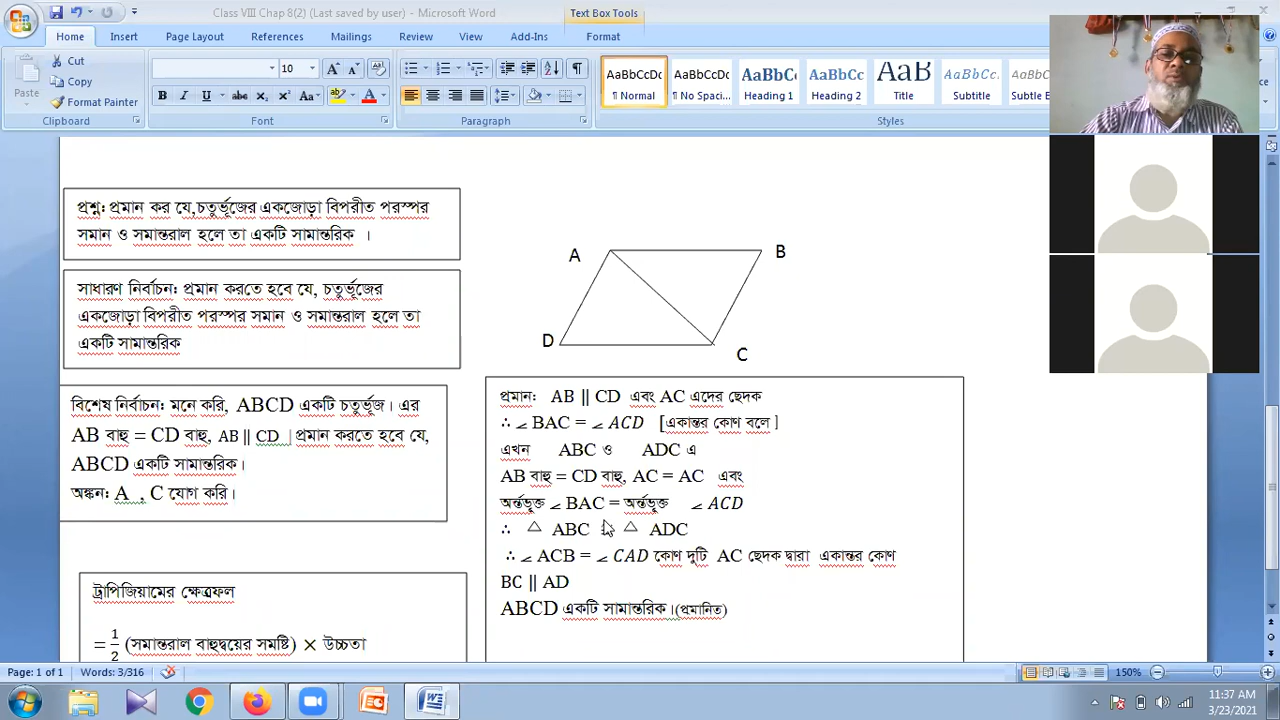 Class VIII Chap 8(2) (Last saved by user) - Microsoft Word
Text Box Tools
Home Insert Page Layout References Mailings Review View Add-Ins Format
Cut
Copy
Format Painter
Paste
10
AaBbCcDc AaBbCcDc AaBbCc AaBbCc AaB AaBbCc. AaBbCc
¶ Normal ¶ No Spaci... Heading 1 Heading 2 Title Subtitle Subtle E
Clipboard Font Paragraph Styles
প্রশ্ন: প্রমান কর যে,চতুর্ভূজের একজোড়া বিপরীত পরস্পর
সমান ও সমান্তরাল হলে তা একটি সামান্তরিক ।
সাধারণ নির্বাচন: প্রমান করতে হবে যে, চতুর্ভূজের
একজোড়া বিপরীত পরস্পর সমান ও সমান্তরাল হলে তা
একটি সামান্তরিক
বিশেষ নির্বাচন: মনে করি, ABCD একটি চতুর্ভূজ। এর
AB বাহু = CD বাহু, AB || CD । প্রমান করতে হবে যে,
ABCD একটি সামান্তরিক।
অঙ্কন: A , C যোগ করি।
ট্রাপিজিয়ামের ক্ষেত্রফল
= 1/2 (সমান্তরাল বাহুদ্বয়ের সমষ্টি) × উচ্চতা
A
B
D
C
প্রমান: AB || CD এবং AC এদের ছেদক
∴ ∠ BAC = ∠ ACD [একান্তর কোণ বলে ]
এখন ABC ও ADC এ
AB বাহু = CD বাহু, AC = AC এবং
অর্ন্তভুক্ত ∠ BAC = অর্ন্তভুক্ত ∠ ACD
∴ △ ABC ≅ △ ADC
∴ ∠ ACB = ∠ CAD কোণ দুটি AC ছেদক দ্বারা একান্তর কোণ
BC || AD
ABCD একটি সামান্তরিক।(প্রমানিত)
Page: 1 of 1 Words: 3/316
150%
11:37 AM
3/23/2021